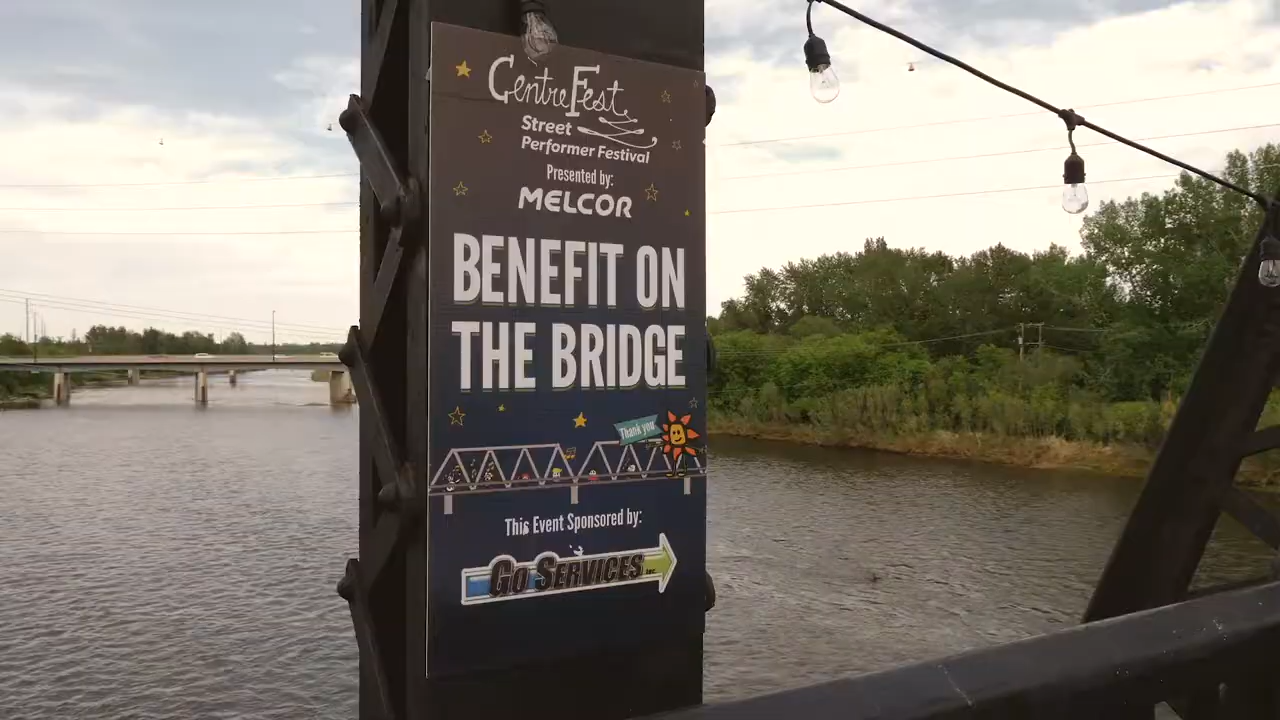 CentreFest
Street
Performer Festival
Presented by:
MELCOR
BENEFIT ON
THE BRIDGE
Thank you
This Event Sponsored by:
GO SERVICES INC.